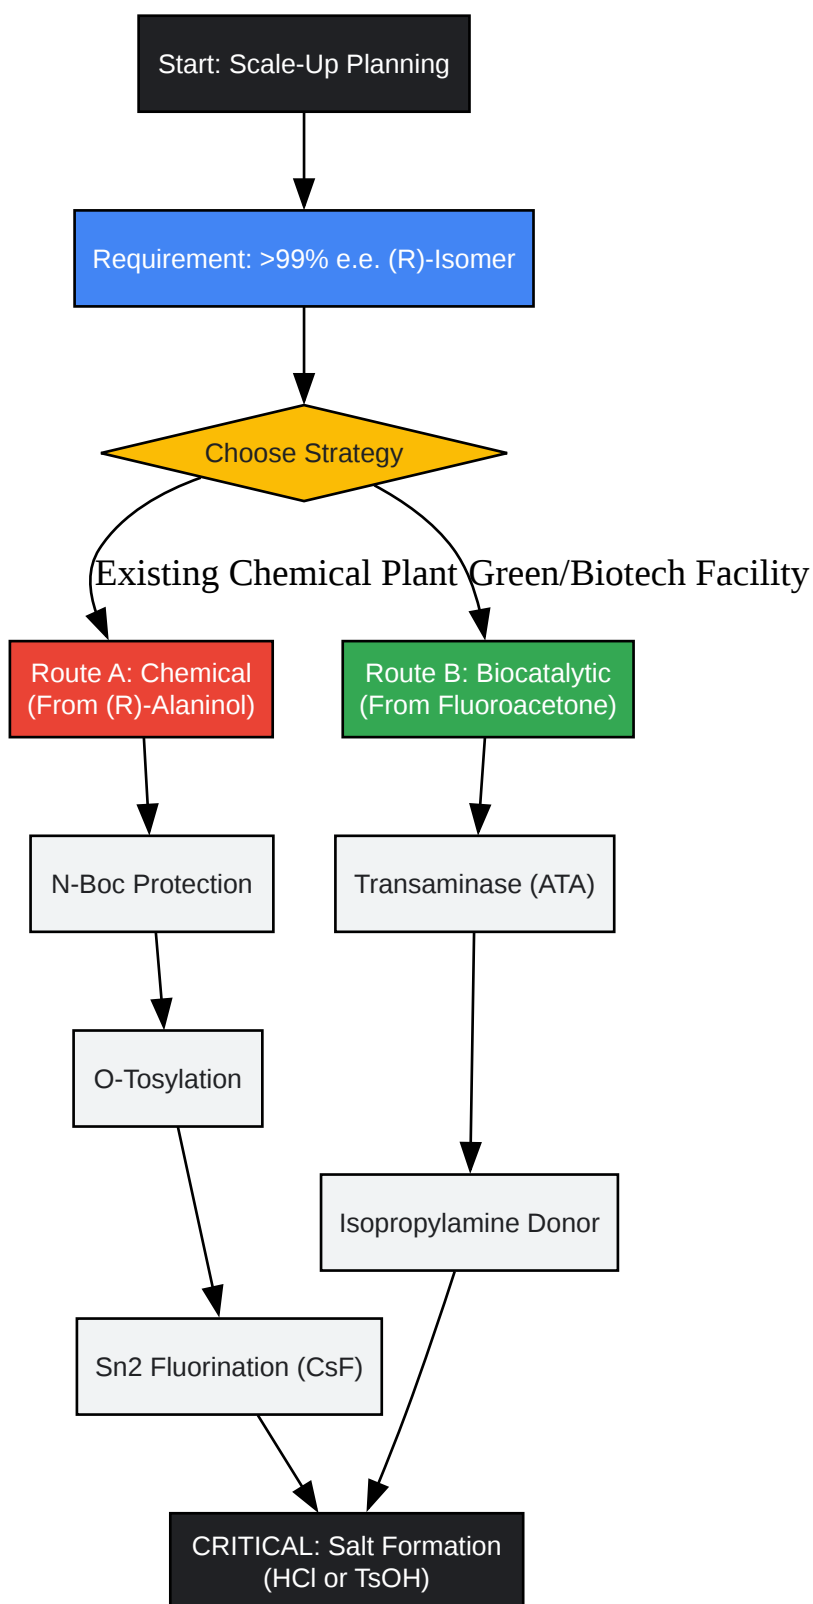 Start: Scale-Up Planning
Requirement: >99% e.e. (R)-Isomer
Choose Strategy
Existing Chemical Plant
Green/Biotech Facility
Route A: Chemical
(From (R)-Alaninol)
Route B: Biocatalytic
(From Fluoroacetone)
N-Boc Protection
Transaminase (ATA)
O-Tosylation
Isopropylamine Donor
Sn2 Fluorination (CsF)
CRITICAL: Salt Formation
(HCl or TsOH)